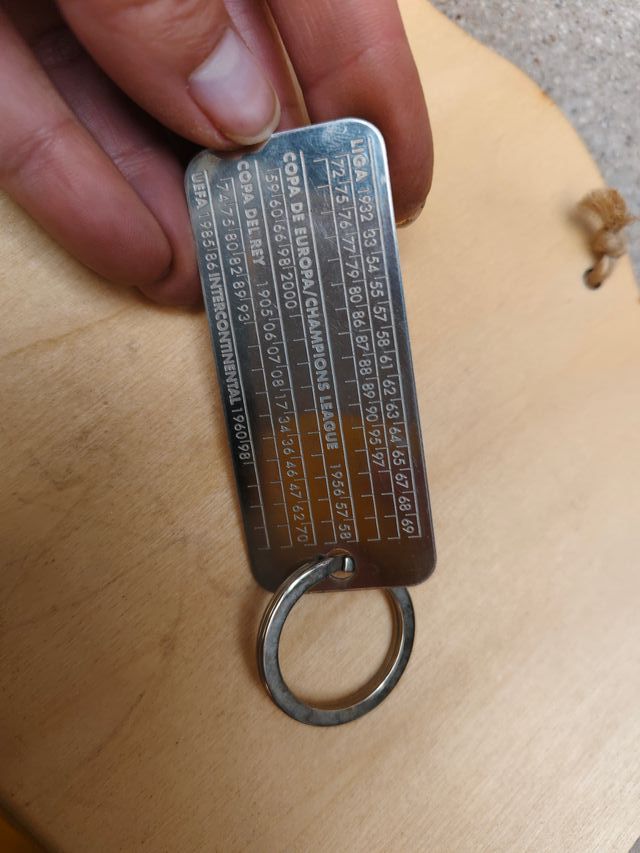 LIGA 1932|33|54|55|57|58|61|62|63|64|65|67|68|69|
72|75|76|77|79|80|86|87|88|89|90|95|97|
COPA DE EUROPA/CHAMPIONS LEAGUE 1956|57|58|
59|60|66|98|2000|
COPA DEL REY 1905|06|07|08|17|34|36|46|47|62|70|
74|75|80|82|89|93|
UEFA 1985|86 INTERCONTINENTAL 1960|98|